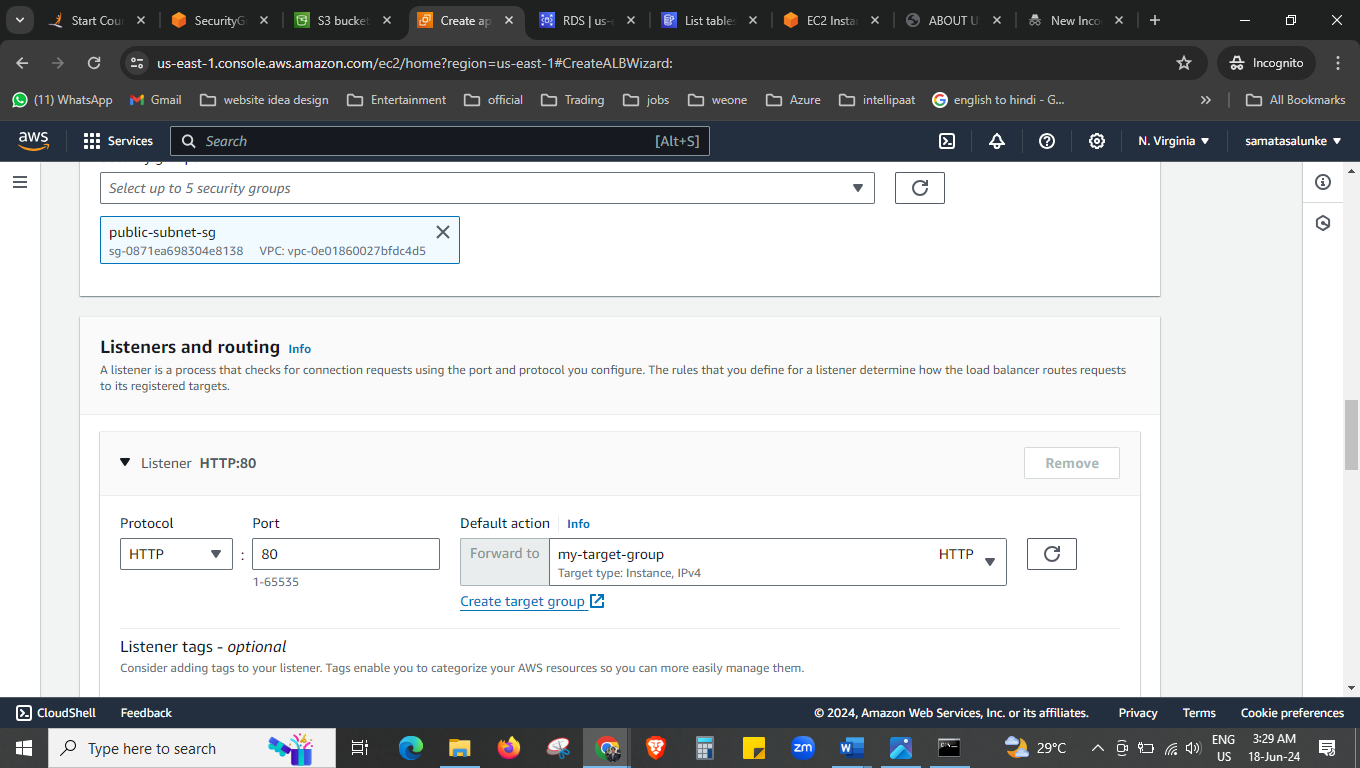 Start Cour
SecurityGr
S3 bucket
Create ap
RDS | us-e
List tables
EC2 Insta
ABOUT U
New Inco
us-east-1.console.aws.amazon.com/ec2/home?region=us-east-1#CreateALBWizard:
Incognito
(11) WhatsApp
Gmail
website idea design
Entertainment
official
Trading
jobs
weone
Azure
intellipaat
english to hindi - G...
All Bookmarks
aws
Services
Search
[Alt+S]
N. Virginia
samatasalunke
Select up to 5 security groups
public-subnet-sg
sg-0871ea698304e8138 VPC: vpc-0e01860027bfdc4d5
Listeners and routing Info
A listener is a process that checks for connection requests using the port and protocol you configure. The rules that you define for a listener determine how the load balancer routes requests
to its registered targets.
Listener HTTP:80
Remove
Protocol
Port
Default action Info
HTTP
:
80
Forward to
my-target-group
HTTP
Target type: Instance, IPv4
1-65535
Create target group
Listener tags - optional
Consider adding tags to your listener. Tags enable you to categorize your AWS resources so you can more easily manage them.
CloudShell
Feedback
© 2024, Amazon Web Services, Inc. or its affiliates.
Privacy
Terms
Cookie preferences
Type here to search
zm
29°C
ENG
US
3:29 AM
18-Jun-24